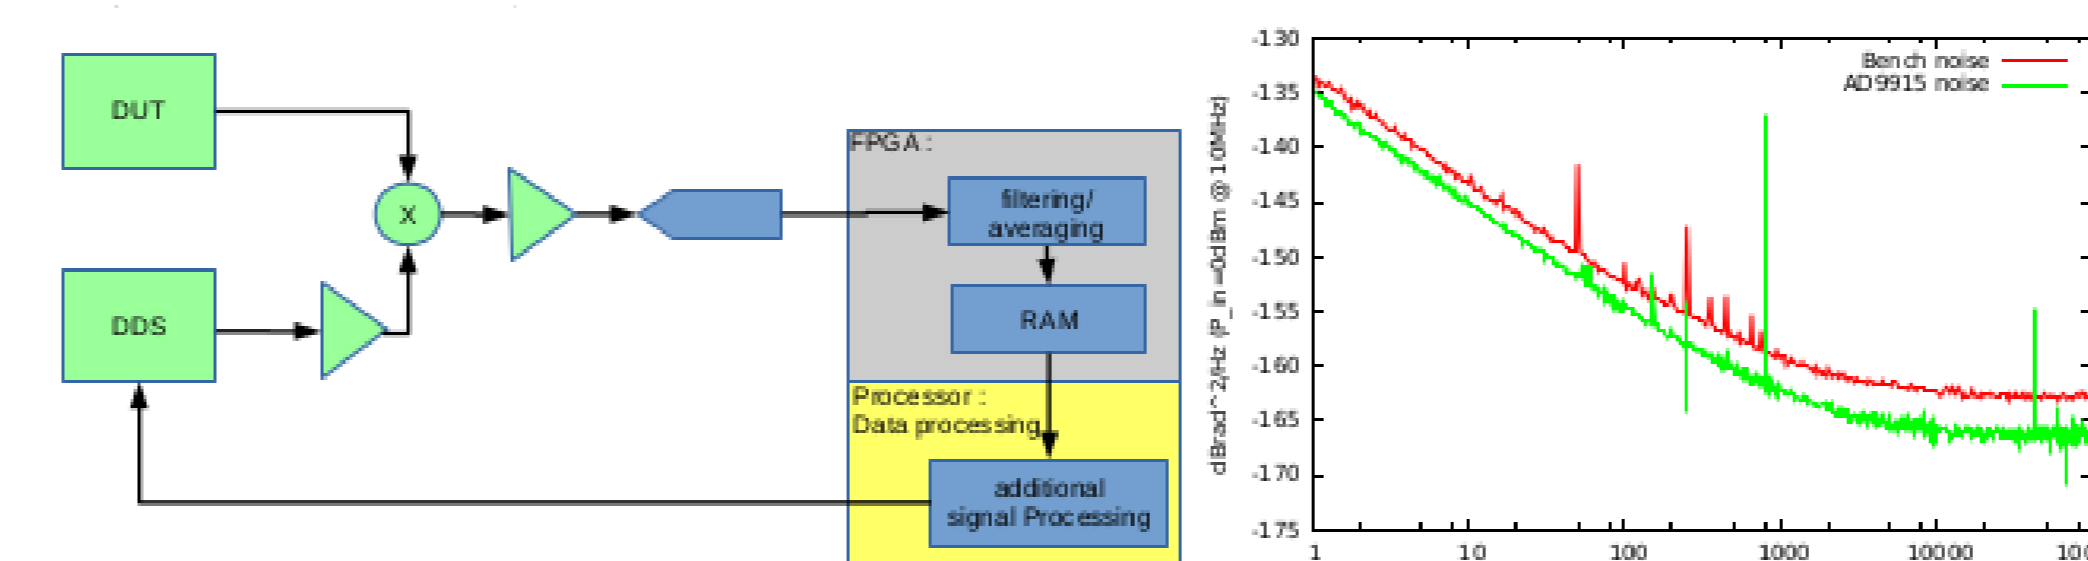 DUT
X
DDS
FPGA :
filtering/
averaging
RAM
Processor :
Data processing
additional
signal Processing
dBrad^2/Hz (P_in=0dBm @ 10MHz)
-130
-135
-140
-145
-150
-155
-160
-165
-170
-175
Bench noise
AD9915 noise
1
10
100
1000
10000